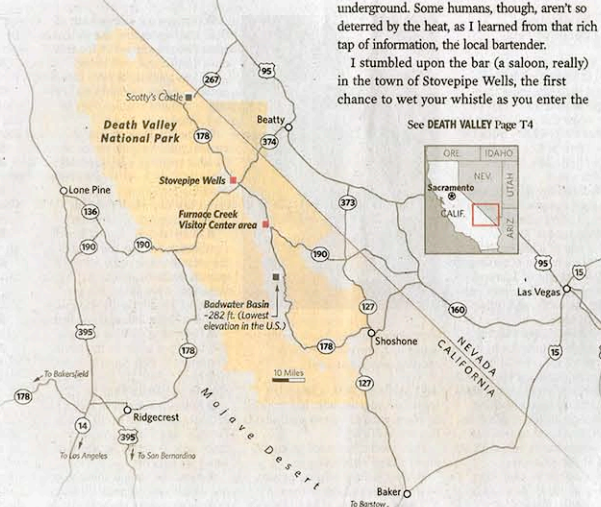 underground. Some humans, though, aren't so
deterred by the heat, as I learned from that rich
tap of information, the local bartender.
I stumbled upon the bar (a saloon, really)
in the town of Stovepipe Wells, the first
chance to wet your whistle as you enter the
See DEATH VALLEY Page T4
ORE.
IDAHO
NEV.
UTAH
Sacramento
CALIF.
ARIZ.
267
95
Scotty's Castle
Death Valley
National Park
178
Beatty
374
Stovepipe Wells
Lone Pine
136
373
Furnace Creek
Visitor Center area
190
190
190
95
15
Las Vegas
Badwater Basin
-282 ft. (Lowest
elevation in the U.S.)
127
160
395
178
178
Shoshone
NEVADA
CALIFORNIA
15
10 Miles
127
To Bakersfield
178
Mojave Desert
Ridgecrest
14
395
To Los Angeles
To San Bernardino
Baker
To Barstow